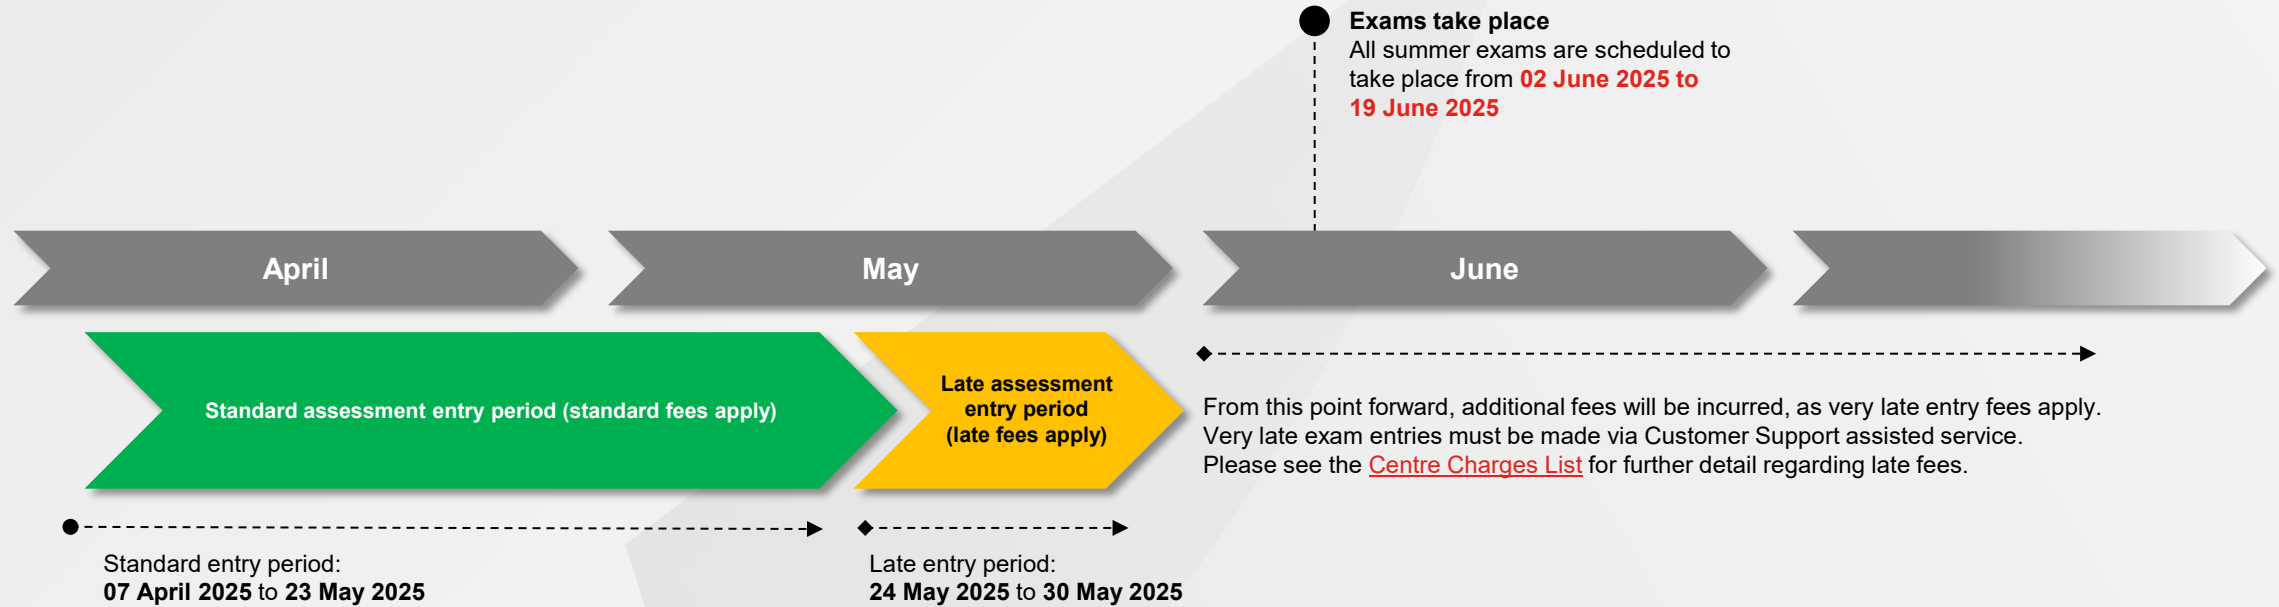 Exams take place
All summer exams are scheduled to
take place from 02 June 2025 to
19 June 2025
April
May
June
Standard assessment entry period (standard fees apply)
Late assessment
entry period
(late fees apply)
From this point forward, additional fees will be incurred, as very late entry fees apply.
Very late exam entries must be made via Customer Support assisted service.
Please see the Centre Charges List for further detail regarding late fees.
Standard entry period:
07 April 2025 to 23 May 2025
Late entry period:
24 May 2025 to 30 May 2025